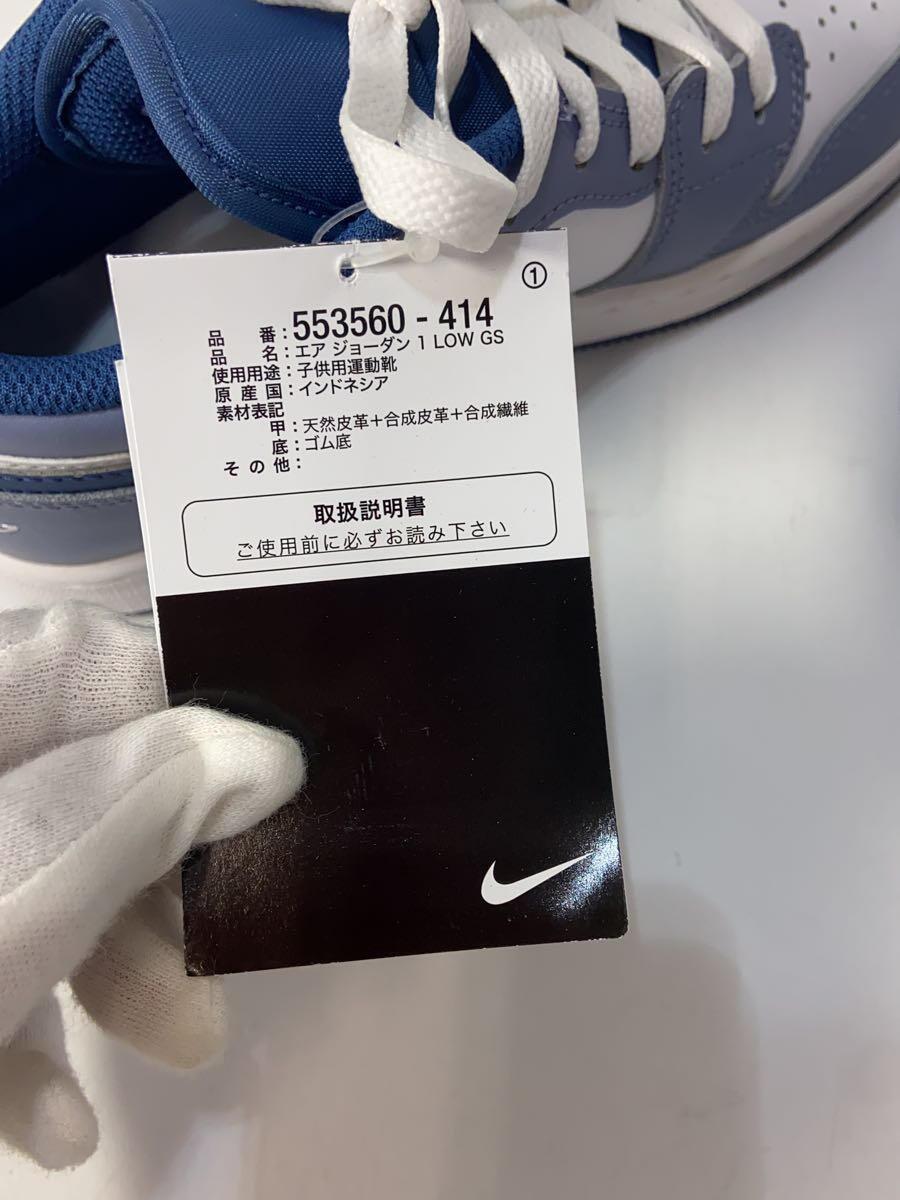 ①
品番：553560 - 414
品名：エア ジョーダン 1 LOW GS
使用用途：子供用運動靴
原産国：インドネシア
素材表記
甲：天然皮革＋合成皮革＋合成繊維
底：ゴム底
その他：
取扱説明書
ご使用前に必ずお読み下さい